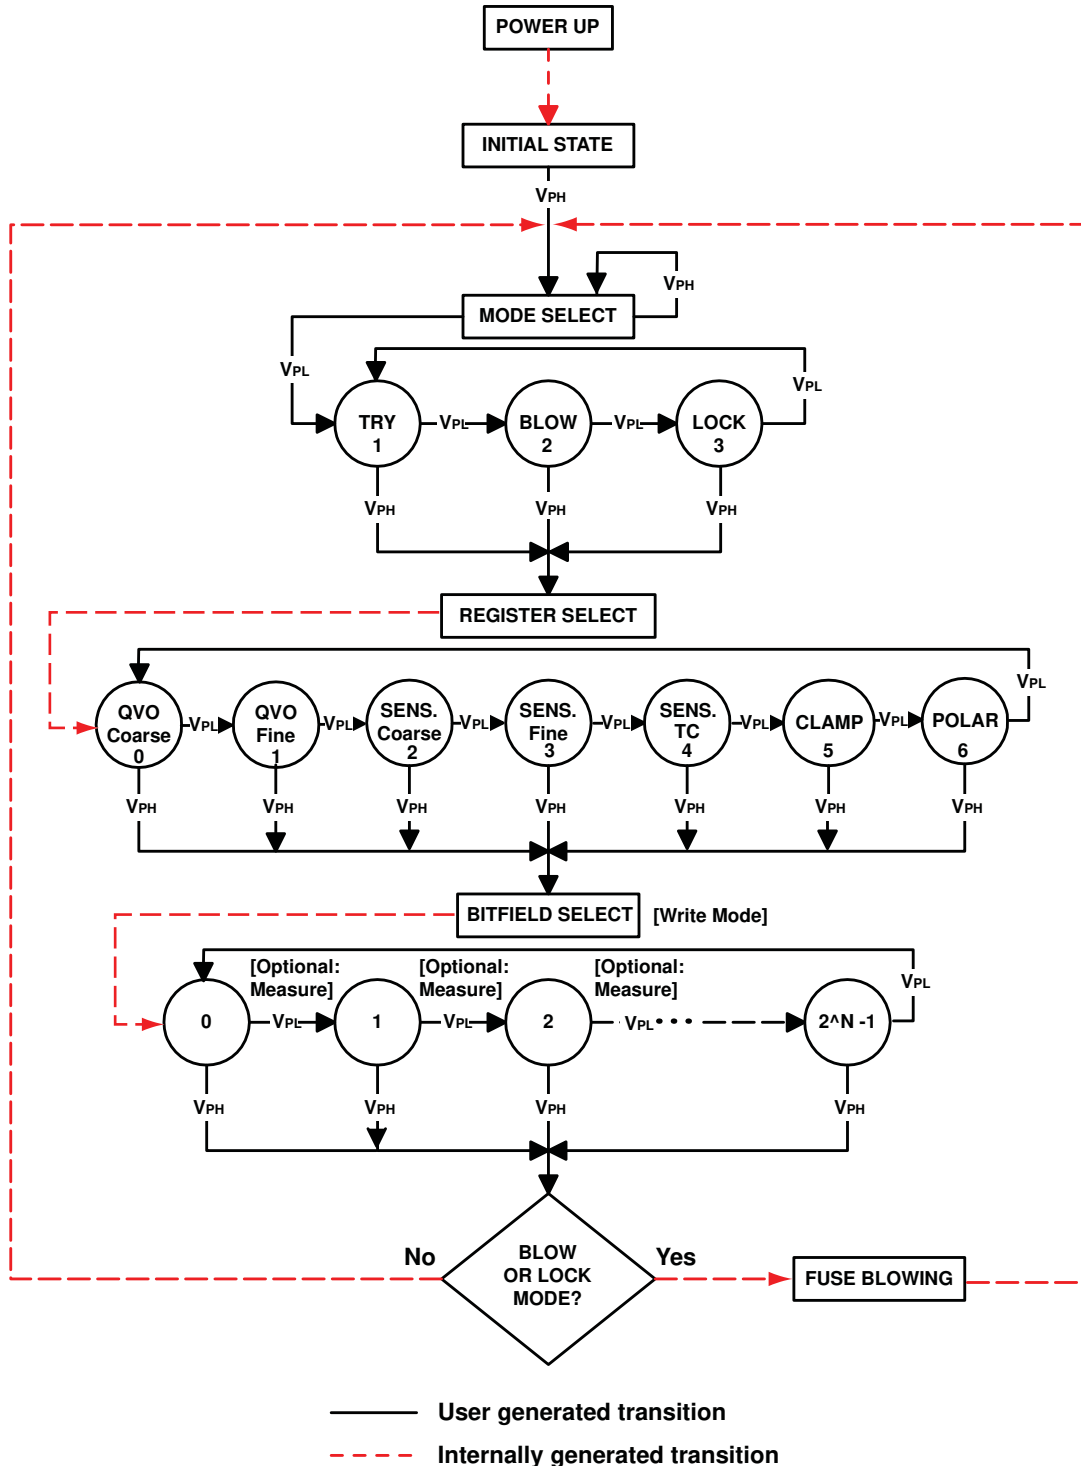 POWER UP
INITIAL STATE
VPH
VPH
MODE SELECT
VPL
VPL
TRY
1
VPL
BLOW
2
VPL
LOCK
3
VPH
VPH
VPH
REGISTER SELECT
VPL
QVO
Coarse
0
VPL
QVO
Fine
1
VPL
SENS.
Coarse
2
VPL
SENS.
Fine
3
VPL
SENS.
TC
4
VPL
CLAMP
5
VPL
POLAR
6
VPH
VPH
VPH
VPH
VPH
VPH
VPH
BITFIELD SELECT
[Write Mode]
[Optional:
Measure]
[Optional:
Measure]
[Optional:
Measure]
VPL
0
VPL
1
VPL
2
VPL
2^N -1
VPH
VPH
VPH
VPH
No
BLOW
OR LOCK
MODE?
Yes
FUSE BLOWING
User generated transition
Internally generated transition